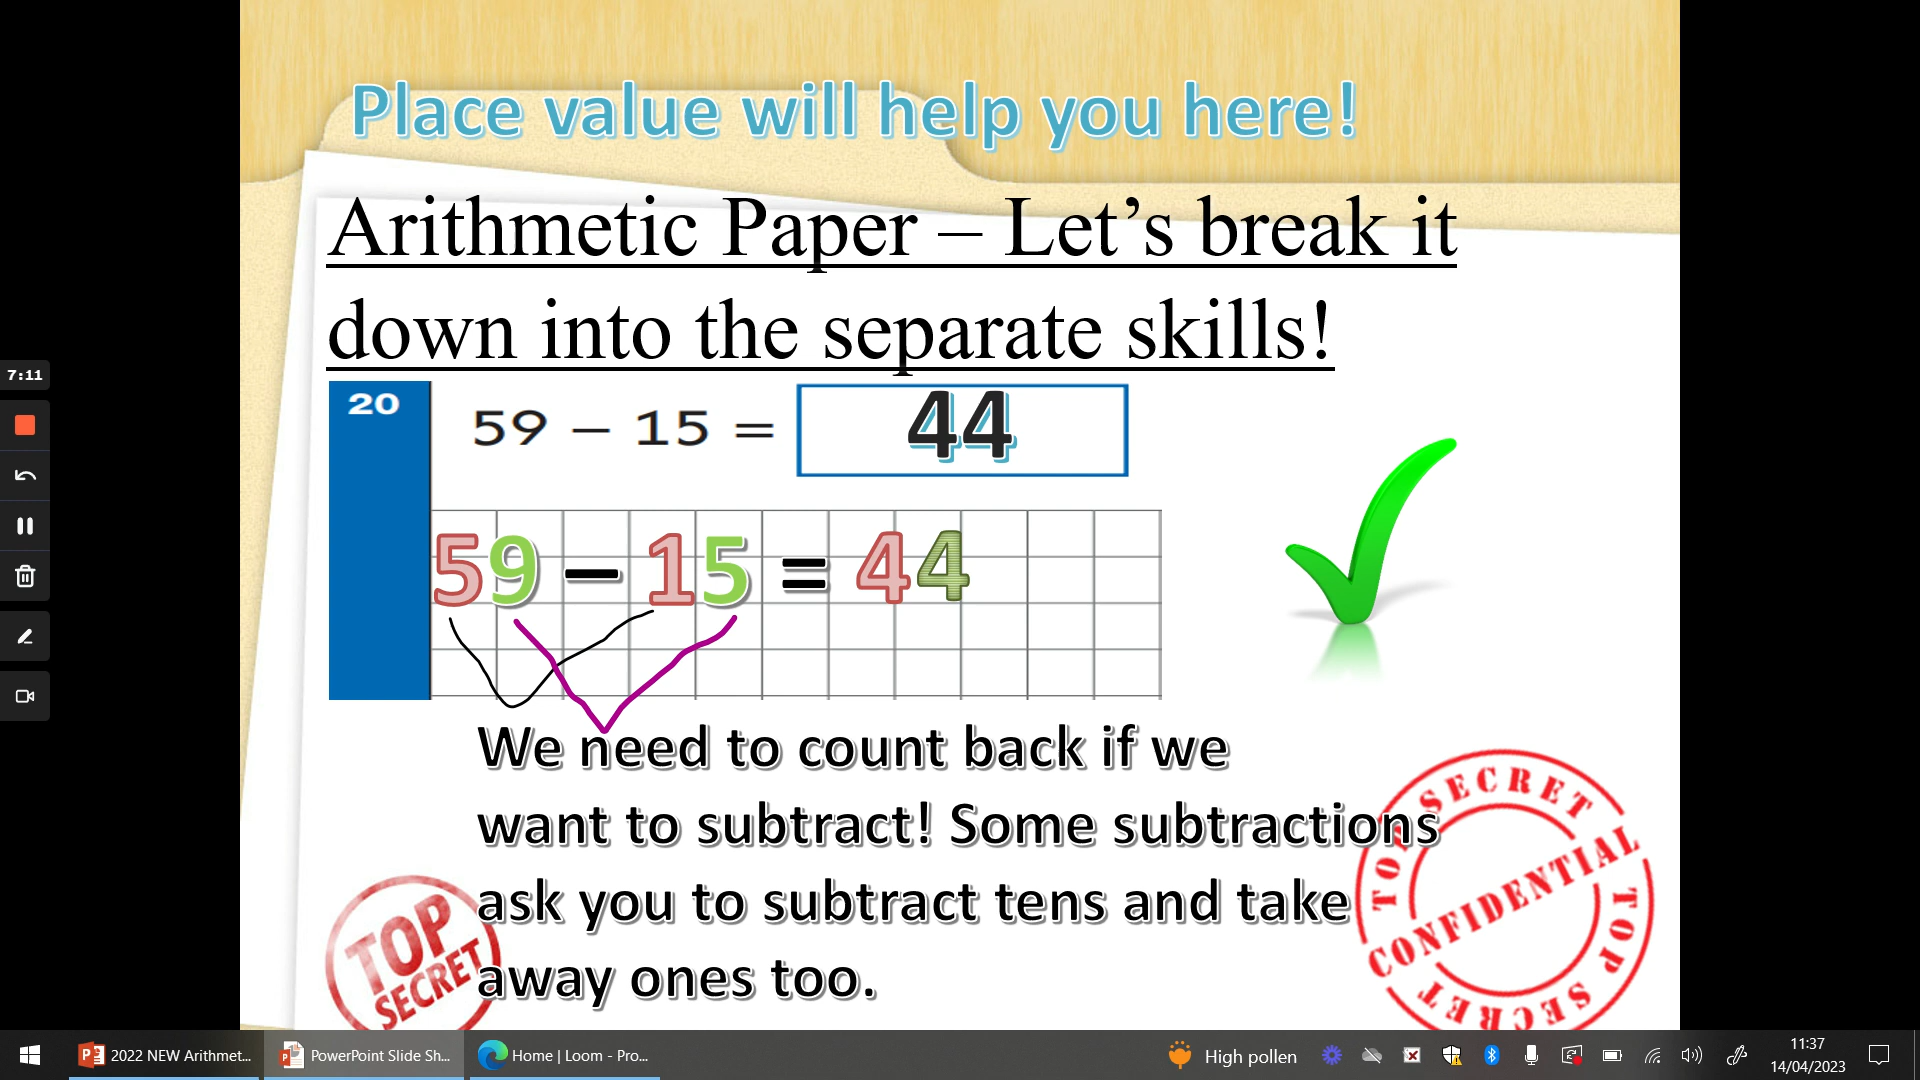 Place value will help you here!
Arithmetic Paper – Let's break it
down into the separate skills!
20
59 – 15 = 44
59 – 15 = 44
We need to count back if we
want to subtract! Some subtractions
ask you to subtract tens and take
away ones too.
TOP
SECRET
TOP SECRET
CONFIDENTIAL
TOP SECRET
7:11
2022 NEW Arithmet...
PowerPoint Slide Sh...
Home | Loom - Pro...
High pollen
11:37
14/04/2023